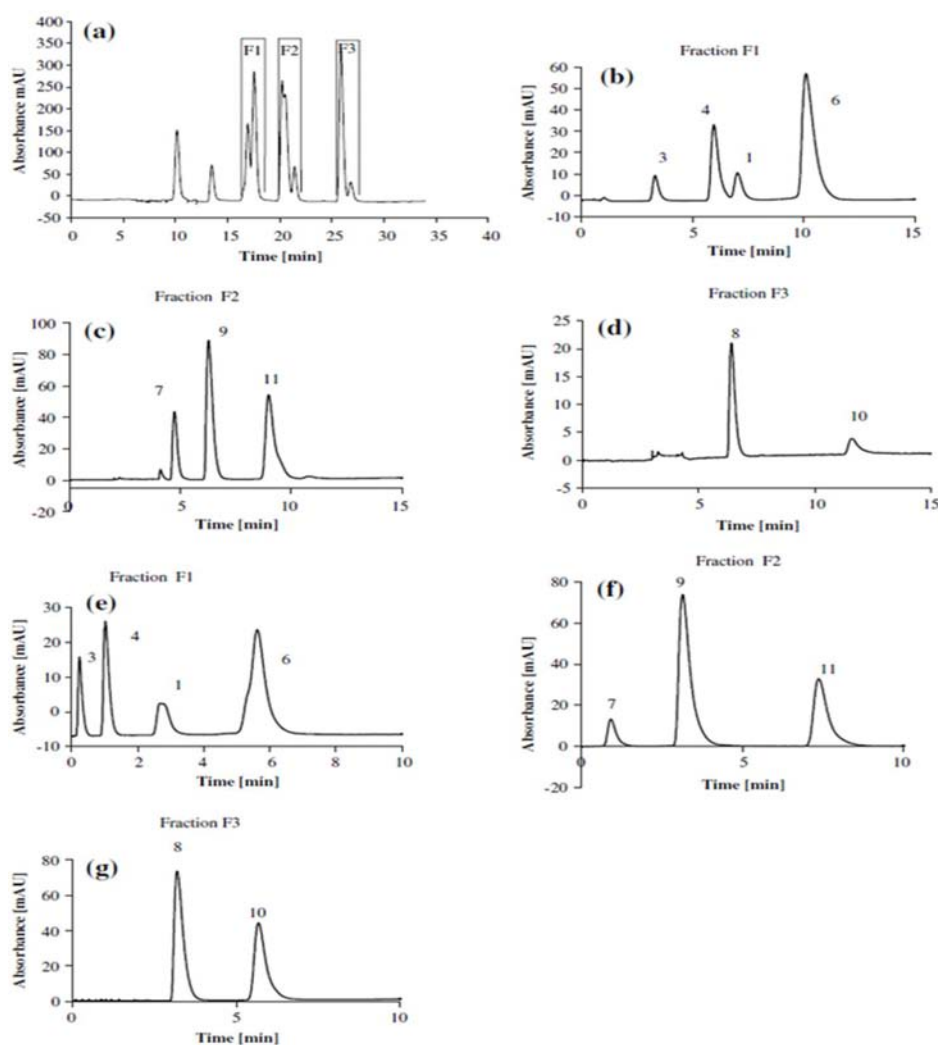 (a)
Absorbance mAU
400
350
300
250
200
150
100
50
0
-50
F1
F2
F3
0 5 10 15 20 25 30 35 40
Time [min]
Fraction F1
(b)
Absorbance [mAU]
60
50
40
30
20
10
0
-10
3
4
1
6
0 5 10 15
Time [min]
Fraction F2
(c)
Absorbance [mAU]
100
80
60
40
20
0
-20
7
9
11
0 5 10 15
Time [min]
Fraction F3
(d)
Absorbance [mAU]
25
20
15
10
5
0
-5
8
10
0 5 10 15
Time [min]
Fraction F1
(e)
Absorbance [mAU]
30
20
10
0
-10
3
4
1
6
0 2 4 6 8 10
Time [min]
Fraction F2
(f)
Absorbance [mAU]
80
60
40
20
0
-20
7
9
11
0 5 10
Time [min]
Fraction F3
(g)
Absorbance [mAU]
80
60
40
20
0
8
10
0 5 10
Time [min]